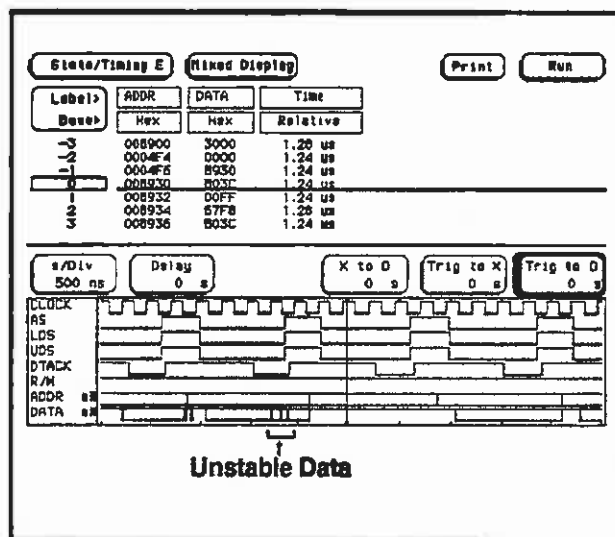 State/Timing E Mixed Display Print Run
Label> ADDR DATA Time
Base> Hex Hex Relative
-3 008900 3000 1.28 us
-2 0004F4 0000 1.24 us
-1 0004F6 8930 1.24 us
0 008930 B03C 1.24 us
1 008932 00FF 1.24 us
2 008934 67F8 1.28 us
3 008936 B03C 1.24 us
s/Div Delay X to O Trig to X Trig to O
500 ns 0 s 0 s 0 s 0 s
CLOCK
AS
LDS
UDS
DTACK
R/W
ADDR
DATA
Unstable Data